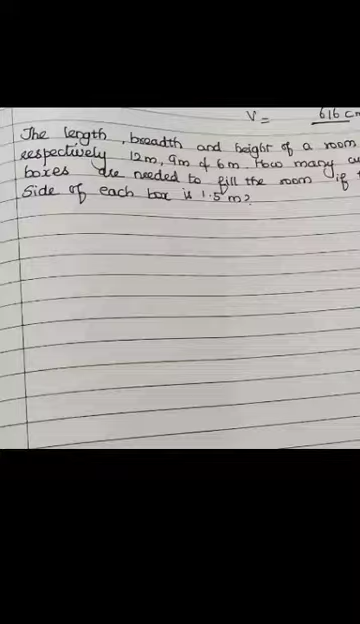 V = 616 cm
The length, breadth and height of a room
respectively 12m, 9m & 6m. How many cu
boxes are needed to fill the room if t
Side of each box is 1.5 m?